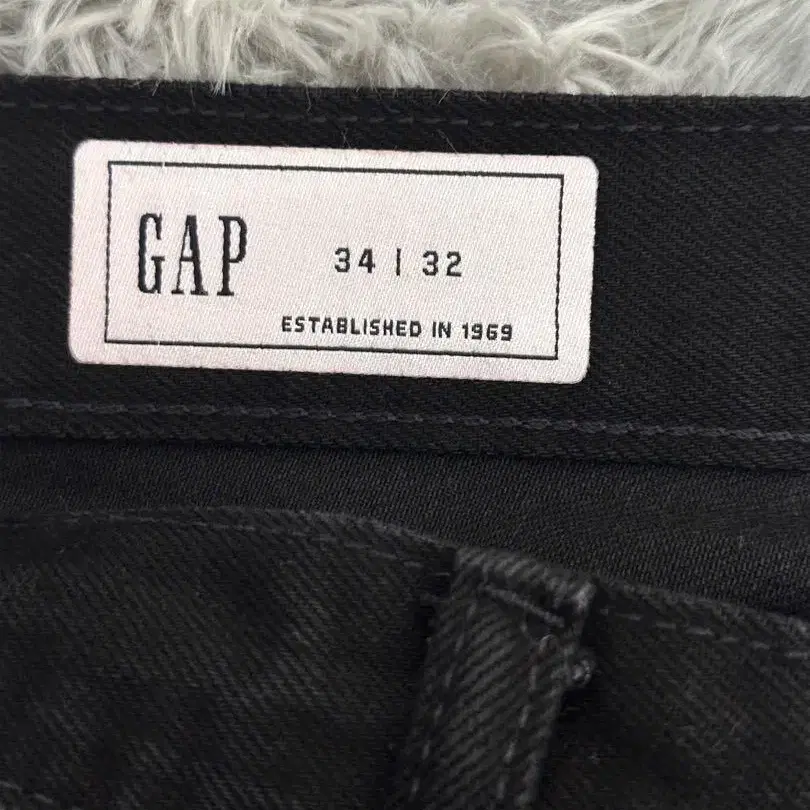 GAP
34 | 32
ESTABLISHED IN 1969